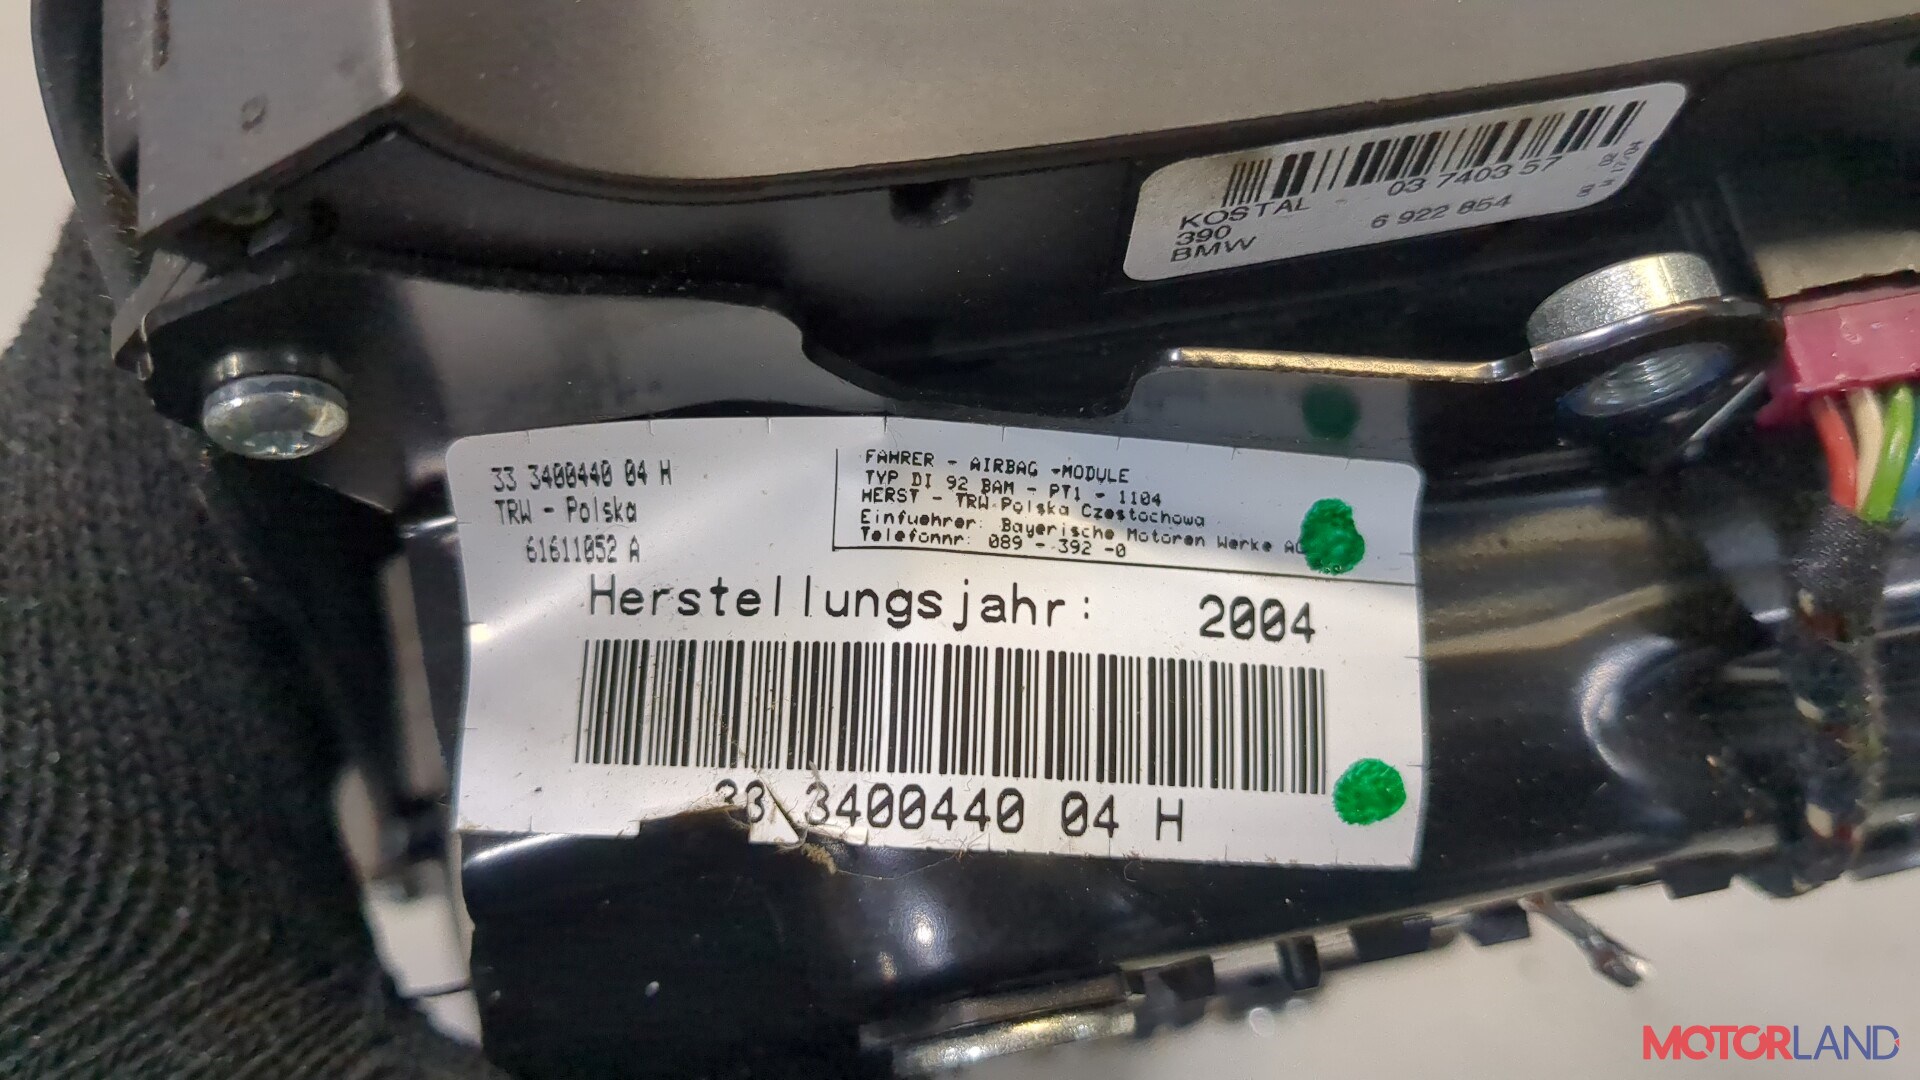 03 7403 57
KOSTAL - 6 922 854
390
BMW
33 3400440 04 H
TRW - Polska
61611052 A
FAHRER - AIRBAG -MODULE
TYP DI 92 BAM - PT1 - 1104
HERST - TRW Polska Czestochowa
Einfuehrer: Bayerische Motoren Werke AG
Telefonnr: 089 - 392 -0
Herstellungsjahr: 2004
33 3400440 04 H
MOTORLAND